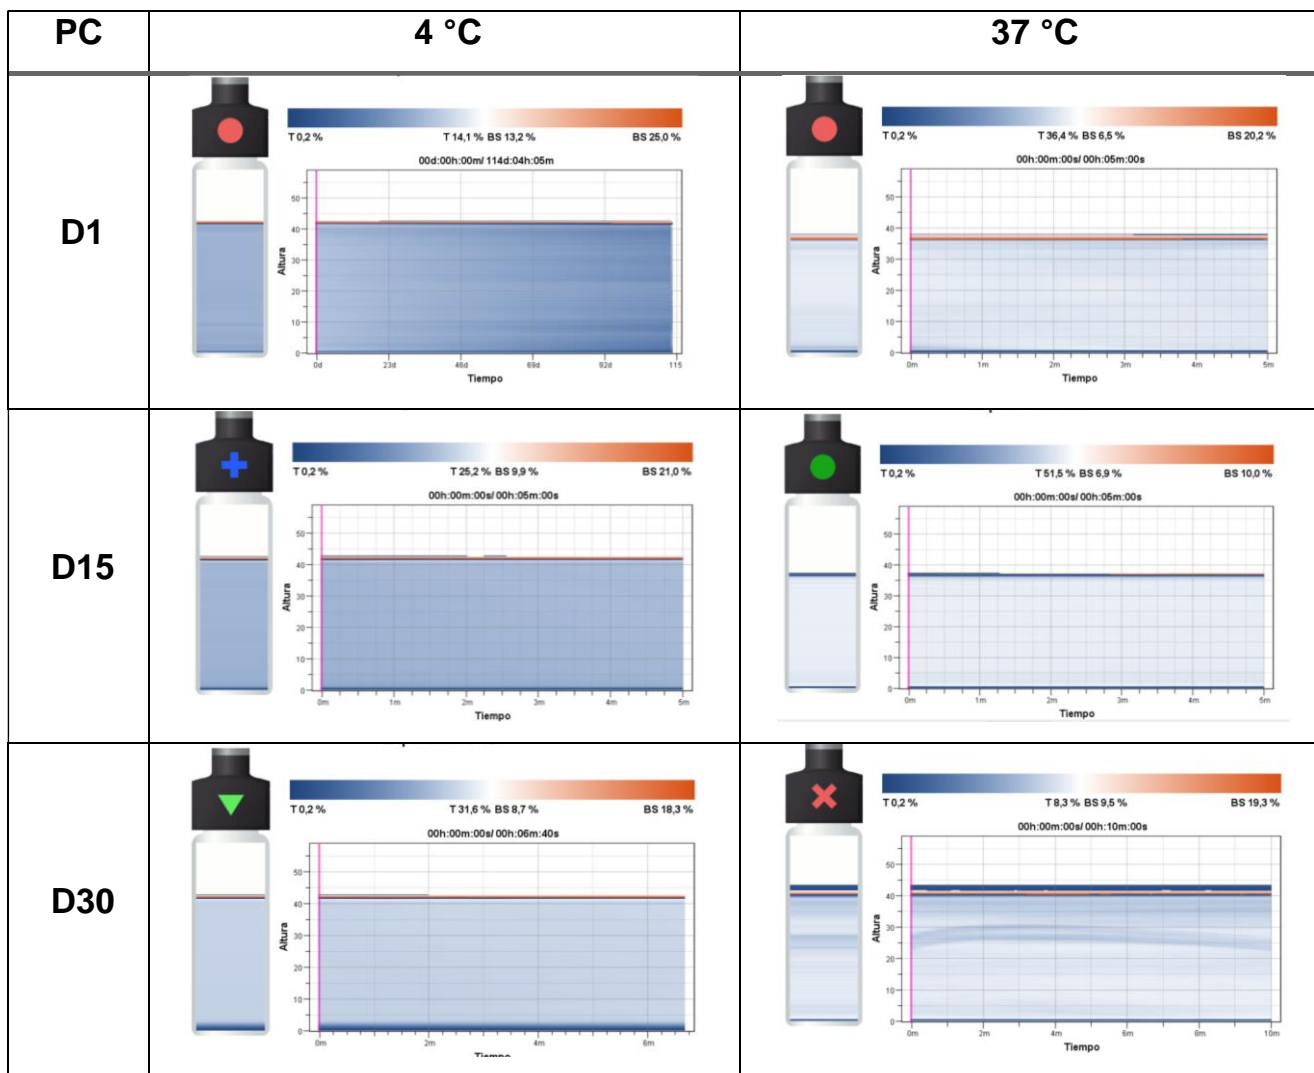 PC 4 °C 37 °C
D1
T 0,2 % T 14,1 % BS 13,2 % BS 25,0 %
00d:00h:00m/ 114d:04h:05m
Altura
50
40
30
20
10
0
0d 23d 46d 69d 92d 115
Tiempo
T 0,2 % T 36,4 % BS 6,5 % BS 20,2 %
00h:00m:00s/ 00h:05m:00s
Altura
50
40
30
20
10
0
0m 1m 2m 3m 4m 5m
Tiempo
D15
T 0,2 % T 25,2 % BS 9,9 % BS 21,0 %
00h:00m:00s/ 00h:05m:00s
Altura
50
40
30
20
10
0
0m 1m 2m 3m 4m 5m
Tiempo
T 0,2 % T 51,5 % BS 6,9 % BS 10,0 %
00h:00m:00s/ 00h:05m:00s
Altura
50
40
30
20
10
0
0m 1m 2m 3m 4m 5m
Tiempo
D30
T 0,2 % T 31,6 % BS 8,7 % BS 18,3 %
00h:00m:00s/ 00h:06m:40s
Altura
50
40
30
20
10
0
0m 2m 4m 6m
Tiempo
T 0,2 % T 8,3 % BS 9,5 % BS 19,3 %
00h:00m:00s/ 00h:10m:00s
Altura
50
40
30
20
10
0
0m 2m 4m 6m 8m 10m
Tiempo